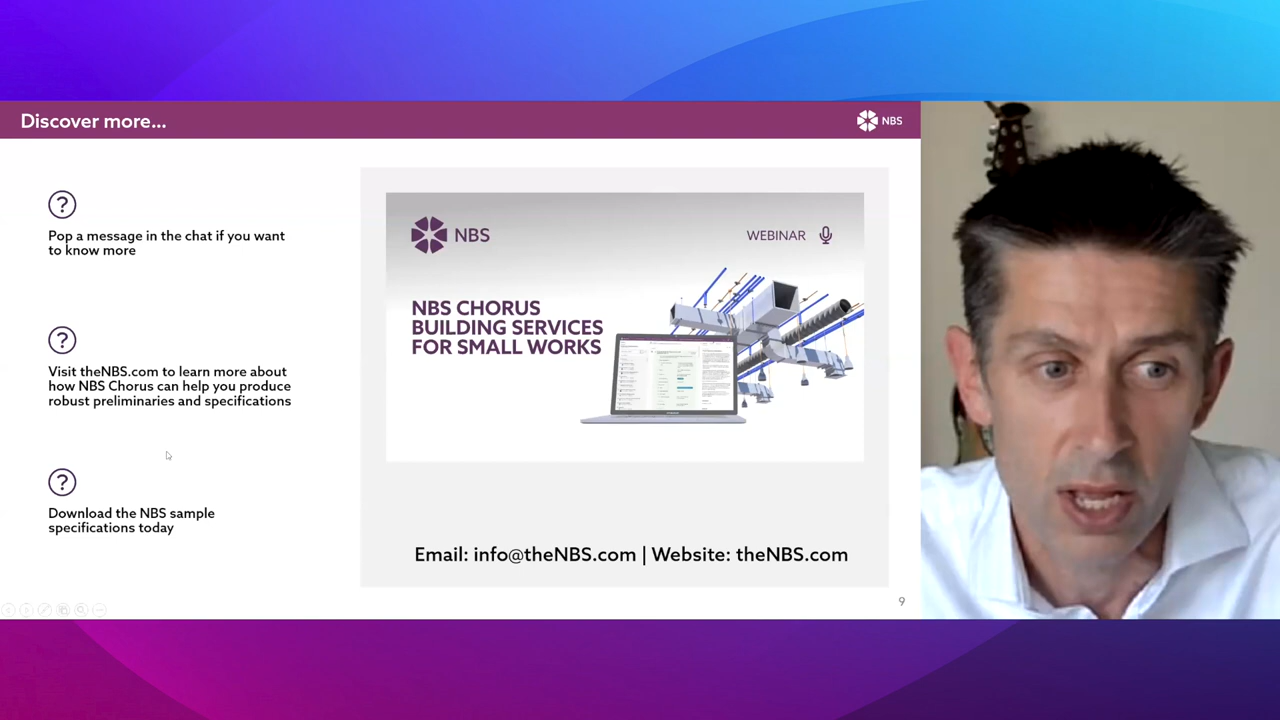 Discover more...
NBS
Pop a message in the chat if you want
to know more
Visit theNBS.com to learn more about
how NBS Chorus can help you produce
robust preliminaries and specifications
Download the NBS sample
specifications today
NBS
WEBINAR
NBS CHORUS
BUILDING SERVICES
FOR SMALL WORKS
Email: info@theNBS.com | Website: theNBS.com
9